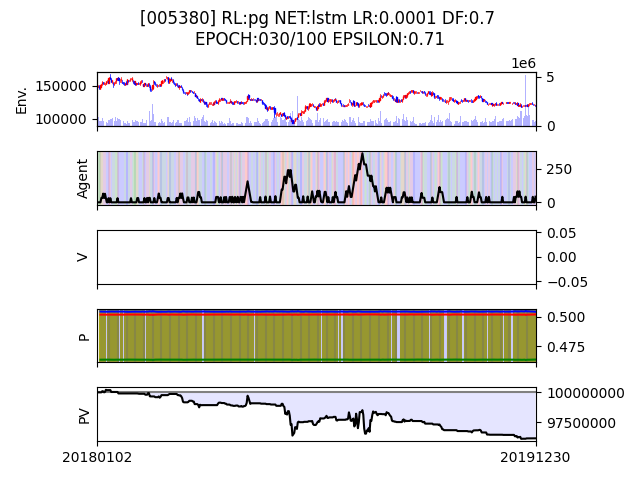 [005380] RL:pg NET:lstm LR:0.0001 DF:0.7
EPOCH:030/100 EPSILON:0.71
1e6
Env.
150000
100000
5
0
Agent
250
0
V
0.05
0.00
−0.05
P
0.500
0.475
PV
100000000
97500000
20180102
20191230